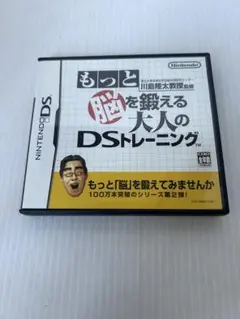 もっと
川島隆太教授監修
Nintendo
脳を鍛える
大人の
DSトレーニング™
NINTENDO DS
もっと「脳」を鍛えてみませんか
100万本突破のシリーズ第2弾!